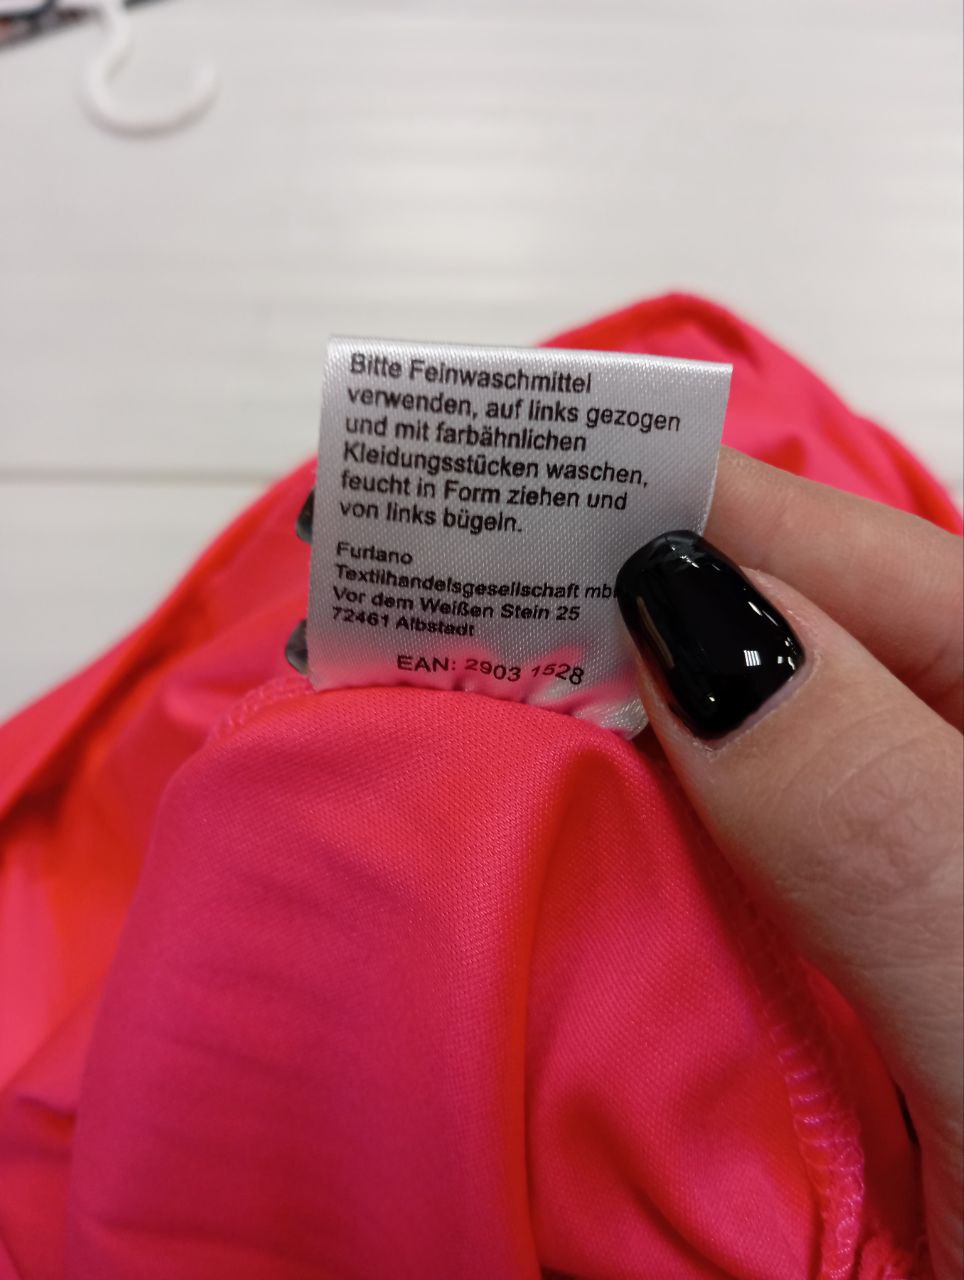 Bitte Feinwaschmittel
verwenden, auf links gezogen
und mit farbähnlichen
Kleidungsstücken waschen,
feucht in Form ziehen und
von links bügeln.
Furlano
Textilhandelsgesellschaft mb
Vor dem Weißen Stein 25
72461 Albstadt
EAN: 2903 1528